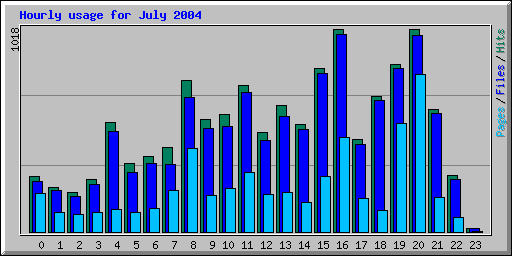 Hourly usage for July 2004
1018
Pages / Files / Hits
0 1 2 3 4 5 6 7 8 9 10 11 12 13 14 15 16 17 18 19 20 21 22 23